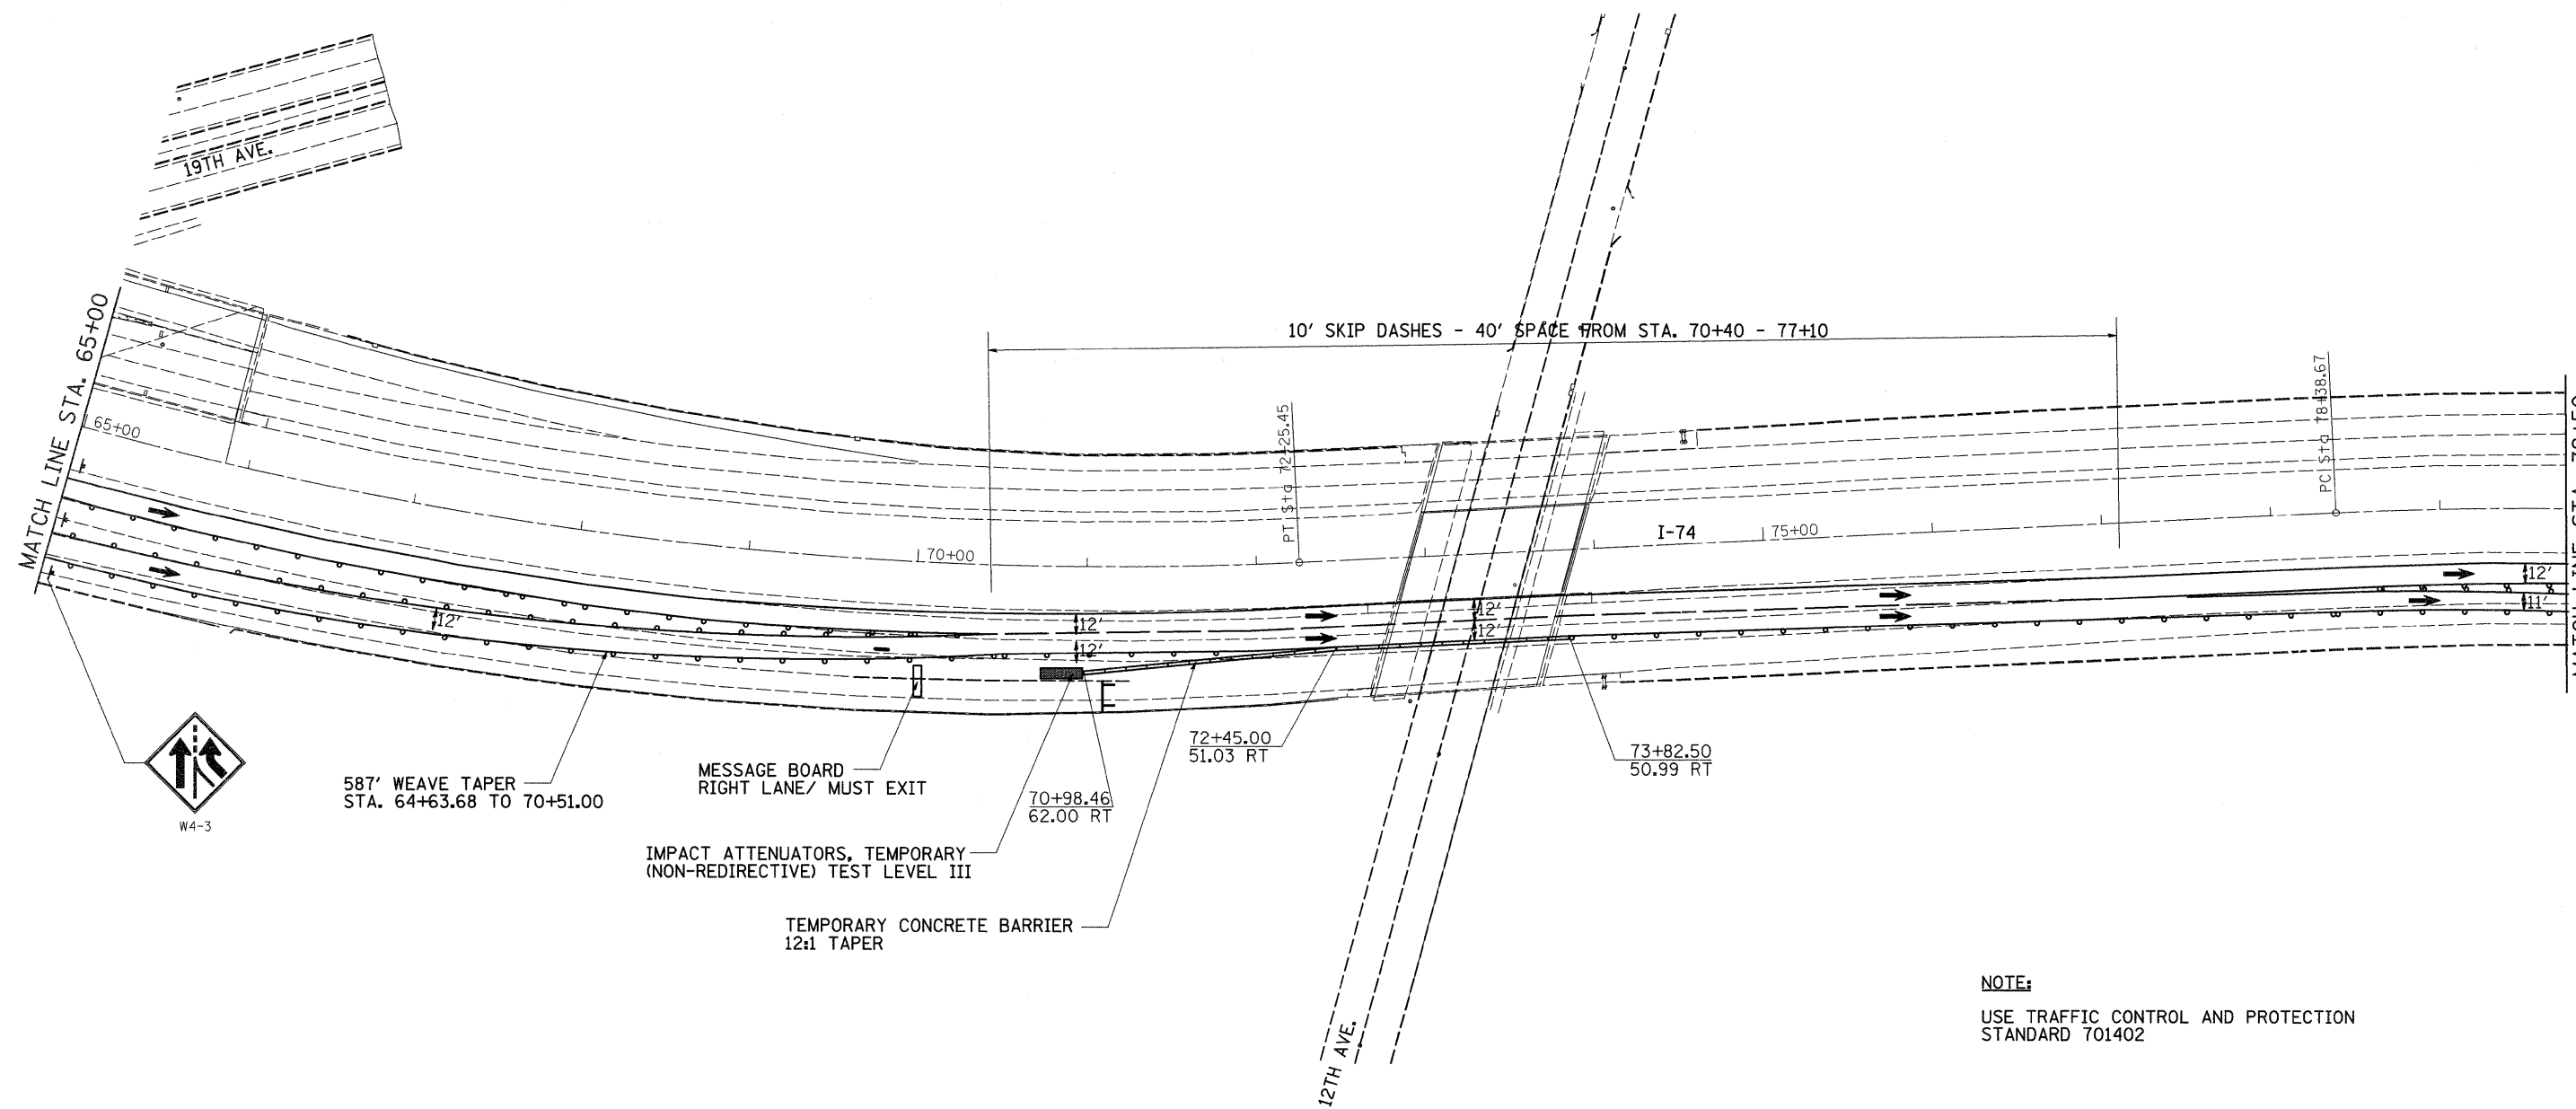 19TH AVE.
MATCH LINE STA. 65+00
65+00
10' SKIP DASHES - 40' SPACE FROM STA. 70+40 - 77+10
PT Sta 72+25.45
PC Sta 78+38.67
70+00
I-74
75+00
12'
12'
12'
12'
12'
12'
11'
W4-3
587' WEAVE TAPER
STA. 64+63.68 TO 70+51.00
MESSAGE BOARD
RIGHT LANE/ MUST EXIT
70+98.46
62.00 RT
72+45.00
51.03 RT
73+82.50
50.99 RT
IMPACT ATTENUATORS, TEMPORARY
(NON-REDIRECTIVE) TEST LEVEL III
TEMPORARY CONCRETE BARRIER
12:1 TAPER
12TH AVE.
NOTE:
USE TRAFFIC CONTROL AND PROTECTION
STANDARD 701402